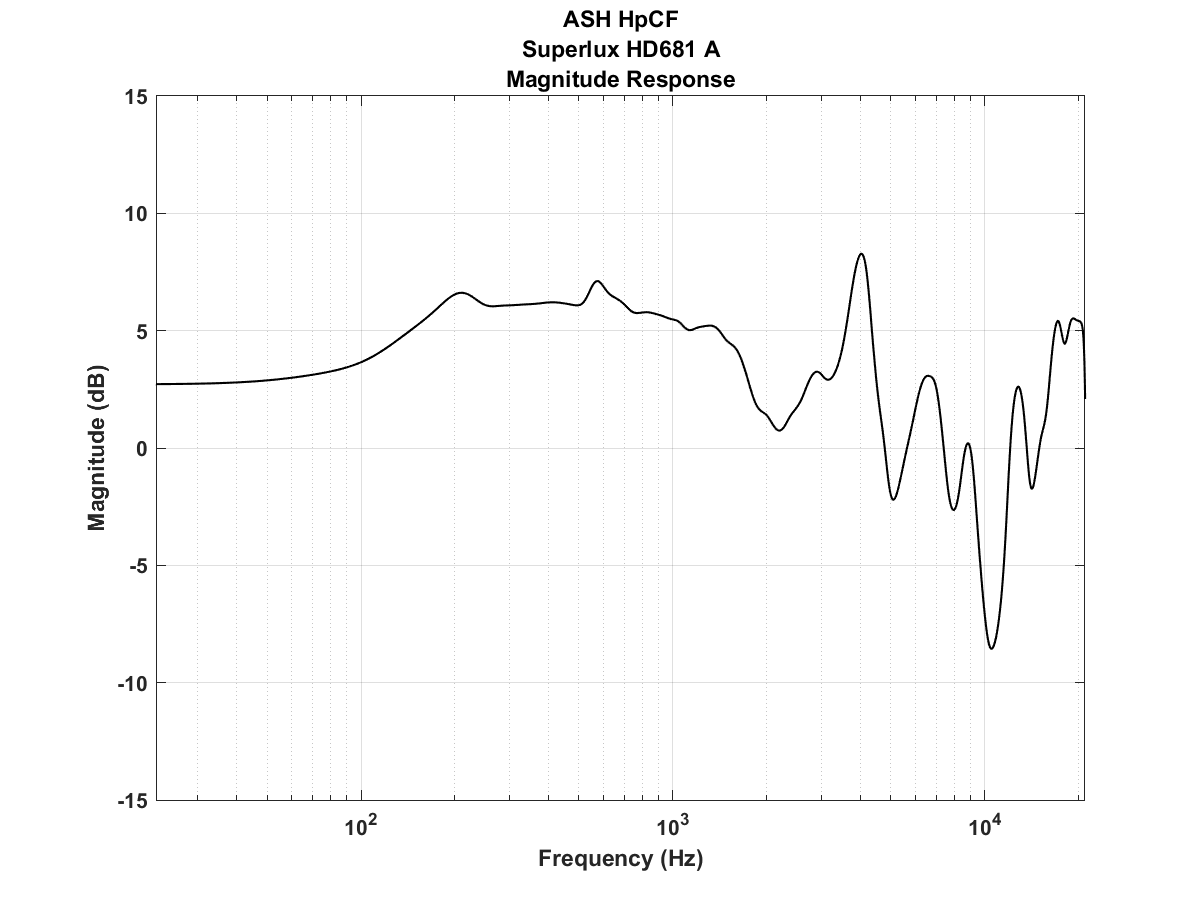 ASH HpCF
Superlux HD681 A
Magnitude Response
15
10
5
0
-5
-10
-15
Magnitude (dB)
10²
10³
10⁴
Frequency (Hz)